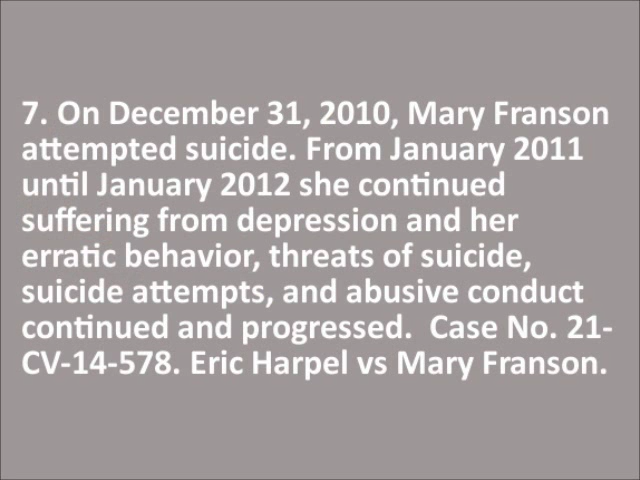 7. On December 31, 2010, Mary Franson
attempted suicide. From January 2011
until January 2012 she continued
suffering from depression and her
erratic behavior, threats of suicide,
suicide attempts, and abusive conduct
continued and progressed.  Case No. 21-
CV-14-578. Eric Harpel vs Mary Franson.